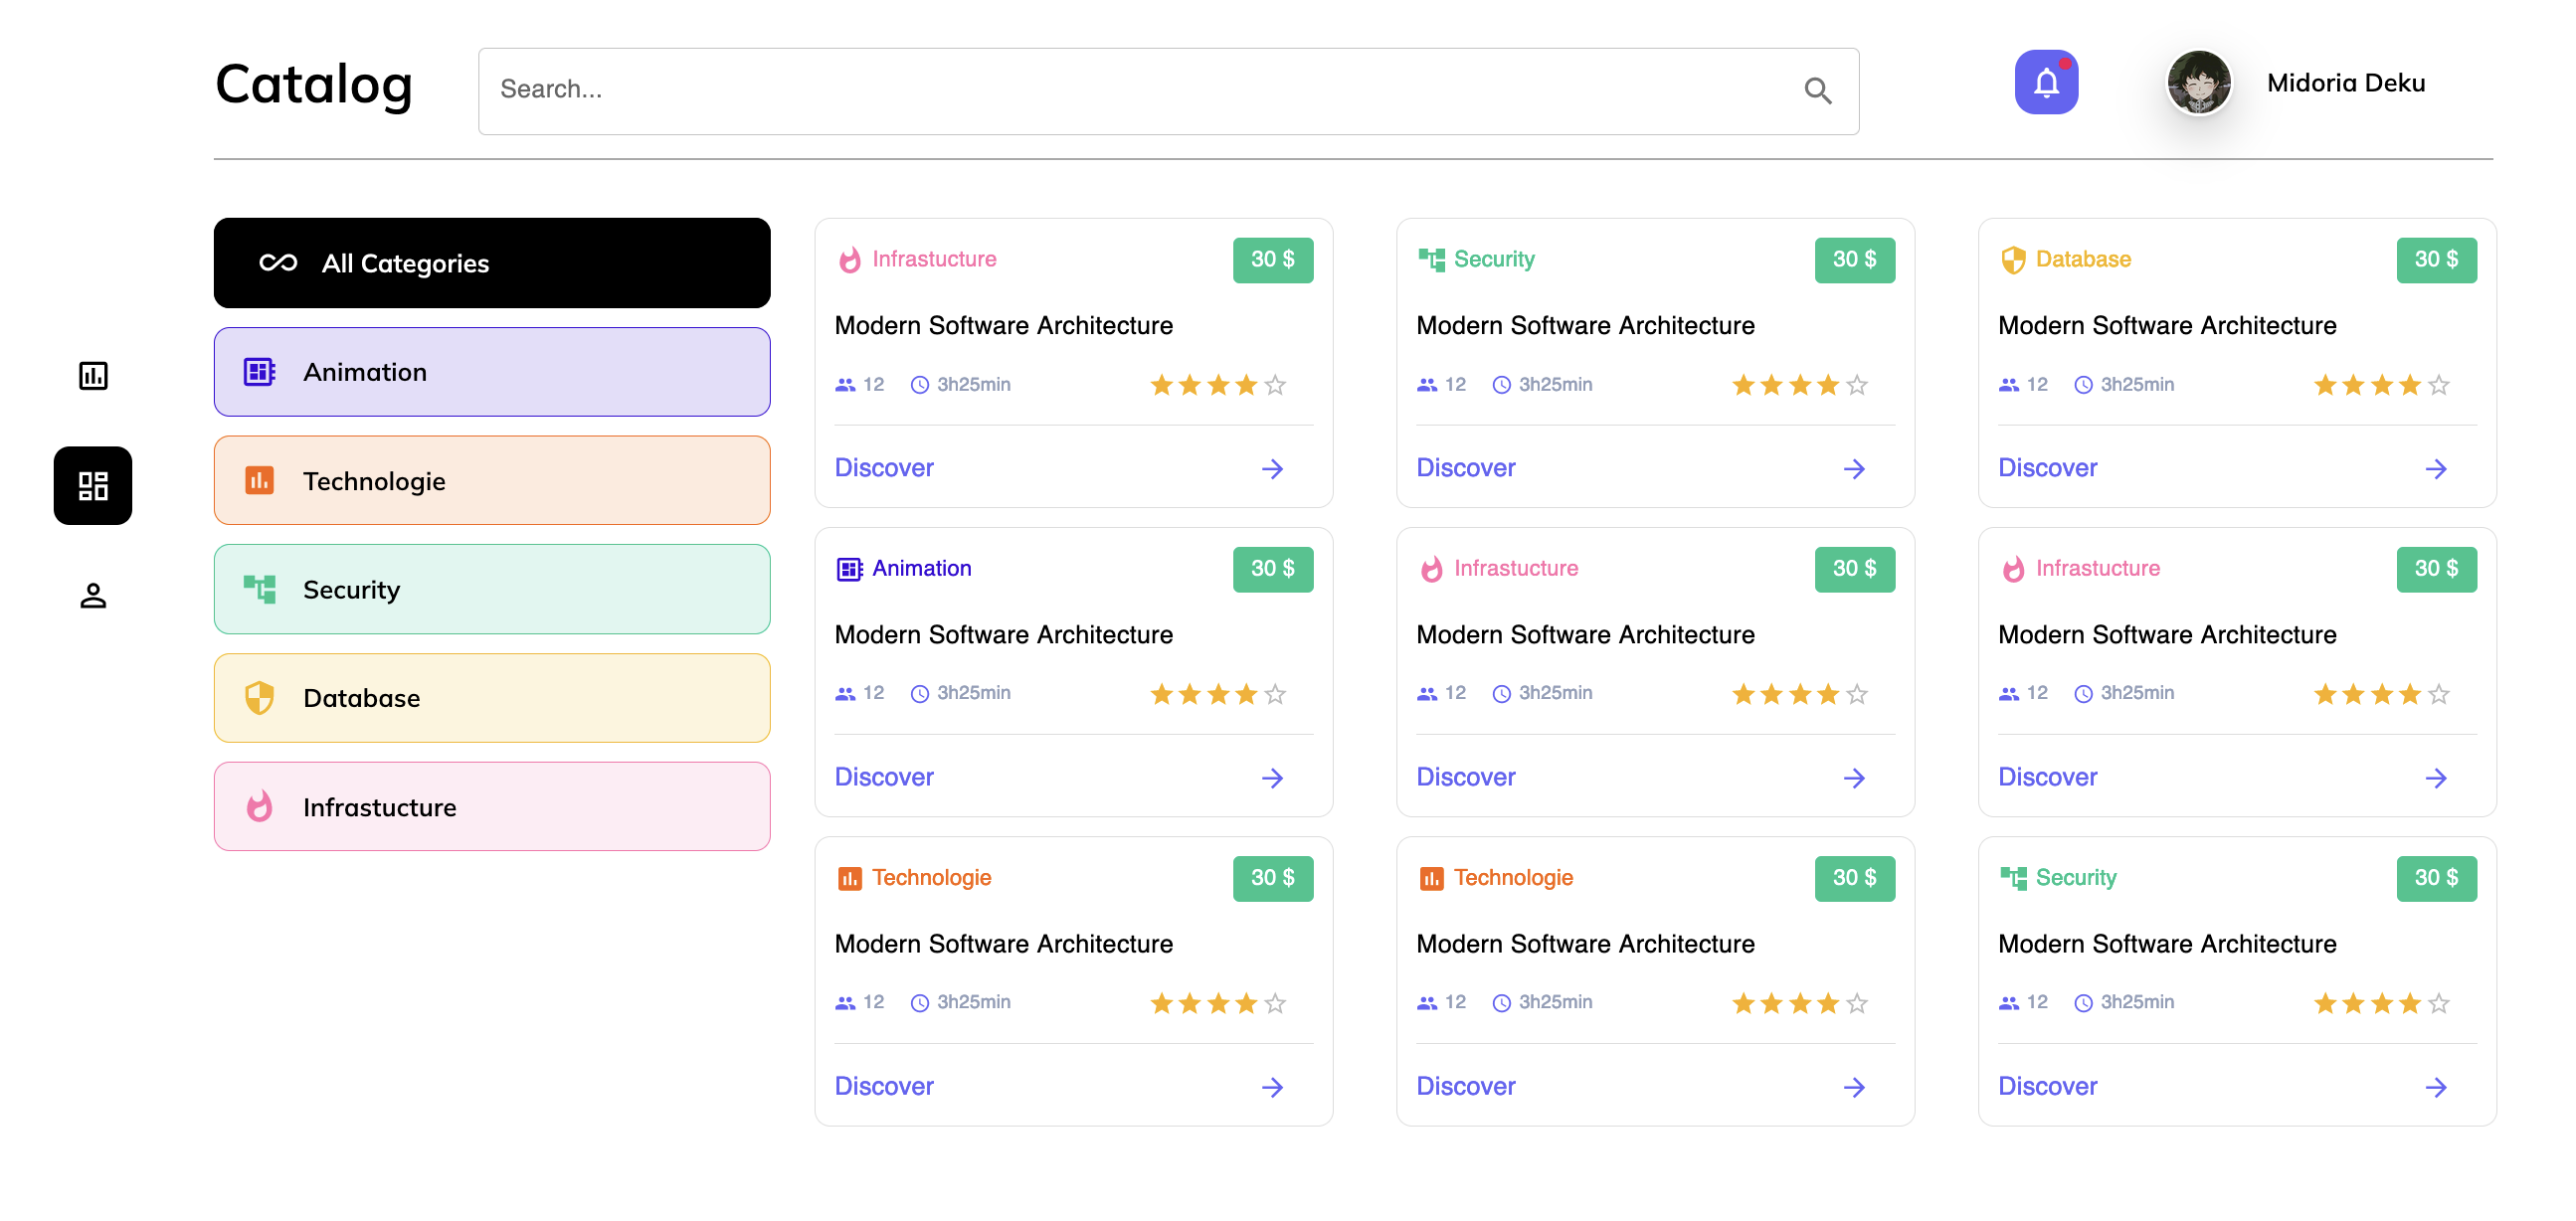 Catalog
Search...
Midoria Deku
All Categories
Animation
Technologie
Security
Database
Infrastucture
Infrastucture 30 $
Modern Software Architecture
12 3h25min
Discover
Security 30 $
Modern Software Architecture
12 3h25min
Discover
Database 30 $
Modern Software Architecture
12 3h25min
Discover
Animation 30 $
Modern Software Architecture
12 3h25min
Discover
Infrastucture 30 $
Modern Software Architecture
12 3h25min
Discover
Infrastucture 30 $
Modern Software Architecture
12 3h25min
Discover
Technologie 30 $
Modern Software Architecture
12 3h25min
Discover
Technologie 30 $
Modern Software Architecture
12 3h25min
Discover
Security 30 $
Modern Software Architecture
12 3h25min
Discover